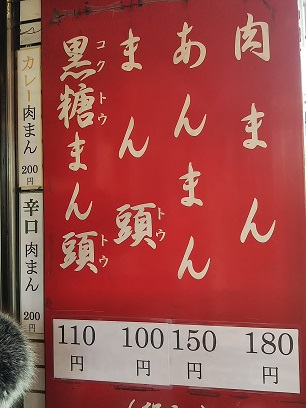 肉まん
180円
あんまん
150円
まん頭
トウ
100円
黒糖まん頭
コクトウ
トウ
110円
カレー肉まん
200円
辛口 肉まん
200円